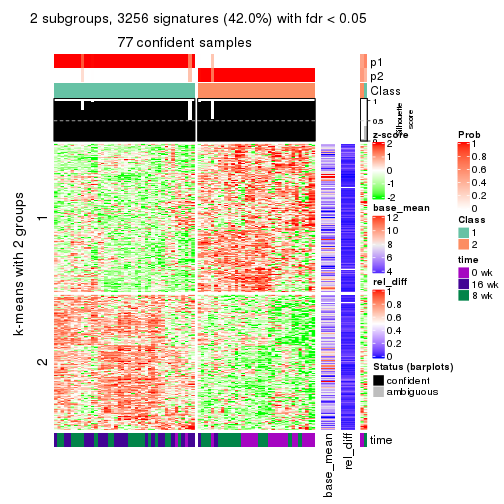 2 subgroups, 3256 signatures (42.0%) with fdr < 0.05
77 confident samples
p1
p2
Class
1
0.5
0
Silhouette
score
k-means with 2 groups
1
2
z-score
2
1
0
-1
-2
base_mean
12
10
8
6
4
rel_diff
1
0.8
0.6
0.4
0.2
0
Status (barplots)
confident
ambiguous
Prob
1
0.8
0.6
0.4
0.2
0
Class
1
2
time
0 wk
16 wk
8 wk
time
base_mean
rel_diff